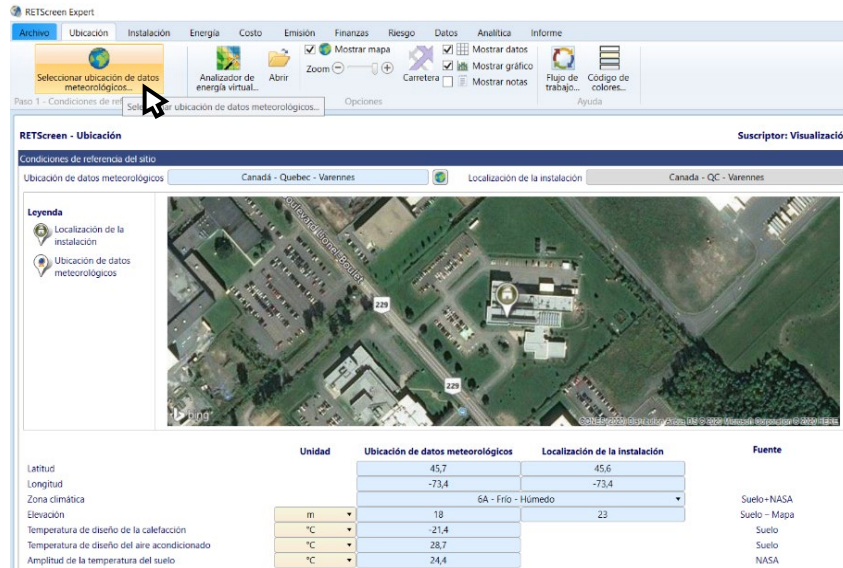 RETScreen Expert
Archivo Ubicación Instalación Energía Costo Emisión Finanzas Riesgo Datos Analítica Informe
Seleccionar ubicación de datos meteorológicos...
Analizador de energía virtual...
Abrir
Mostrar mapa
Zoom
Carretera
Mostrar datos
Mostrar gráfico
Mostrar notas
Flujo de trabajo...
Código de colores...
Paso 1 - Condiciones de ref
Seleccionar ubicación de datos meteorológicos...
Opciones
Ayuda
RETScreen - Ubicación Suscriptor: Visualizació
Condiciones de referencia del sitio
Ubicación de datos meteorológicos Canadá - Quebec - Varennes Localización de la instalación Canada - QC - Varennes
Leyenda
Localización de la instalación
Ubicación de datos meteorológicos
Boulevard Lionel-Boulet
229
229
bing
Unidad Ubicación de datos meteorológicos Localización de la instalación Fuente
Latitud 45,7 45,6
Longitud -73,4 -73,4
Zona climática 6A - Frío - Húmedo Suelo+NASA
Elevación m 18 23 Suelo – Mapa
Temperatura de diseño de la calefacción °C -21,4 Suelo
Temperatura de diseño del aire acondicionado °C 28,7 Suelo
Amplitud de la temperatura del suelo °C 24,4 NASA